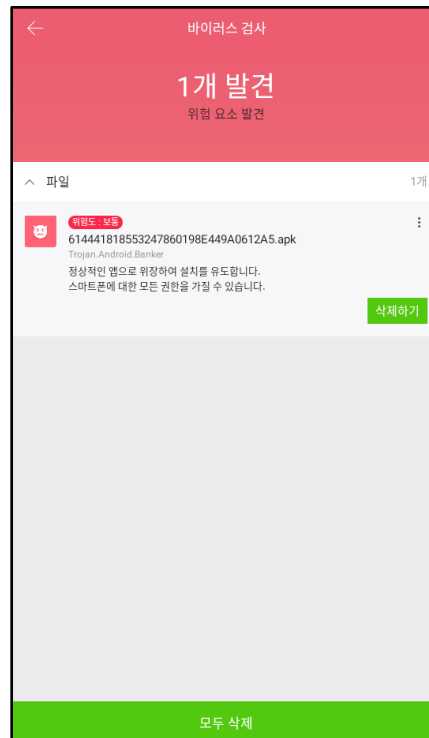 바이러스 검사
1개 발견
위험 요소 발견
파일
1개
위험도 : 보통
614441818553247860198E449A0612A5.apk
Trojan.Android.Banker
정상적인 앱으로 위장하여 설치를 유도합니다.
스마트폰에 대한 모든 권한을 가질 수 있습니다.
삭제하기
모두 삭제